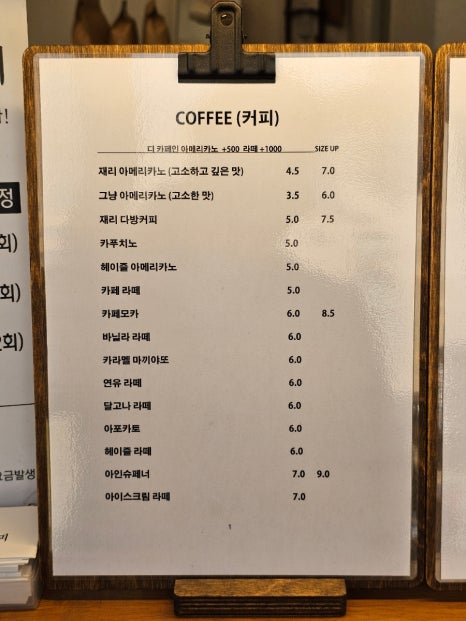 COFFEE (커피)
디 카페인 아메리카노 +500 라떼 +1000 SIZE UP
재리 아메리카노 (고소하고 깊은 맛) 4.5 7.0
그냥 아메리카노 (고소한 맛) 3.5 6.0
재리 다방커피 5.0 7.5
카푸치노 5.0
헤이즐 아메리카노 5.0
카페 라떼 5.0
카페모카 6.0 8.5
바닐라 라떼 6.0
카라멜 마끼야또 6.0
연유 라떼 6.0
달고나 라떼 6.0
아포카토 6.0
헤이즐 라떼 6.0
아인슈페너 7.0 9.0
아이스크림 라떼 7.0
1
정
회)
회)
회)
요금발생